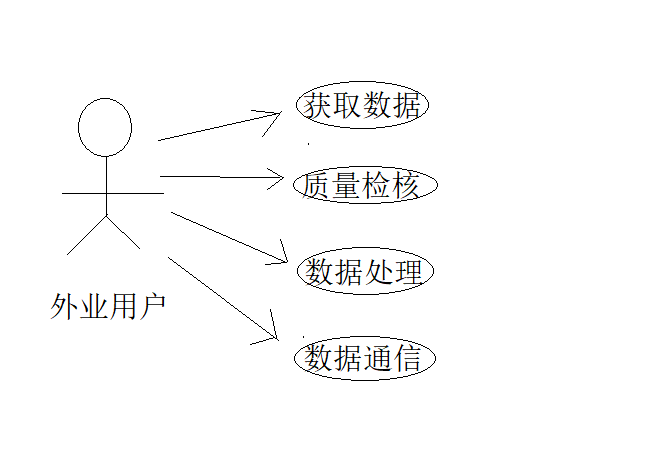 获取数据
质量检核
数据处理
外业用户
数据通信